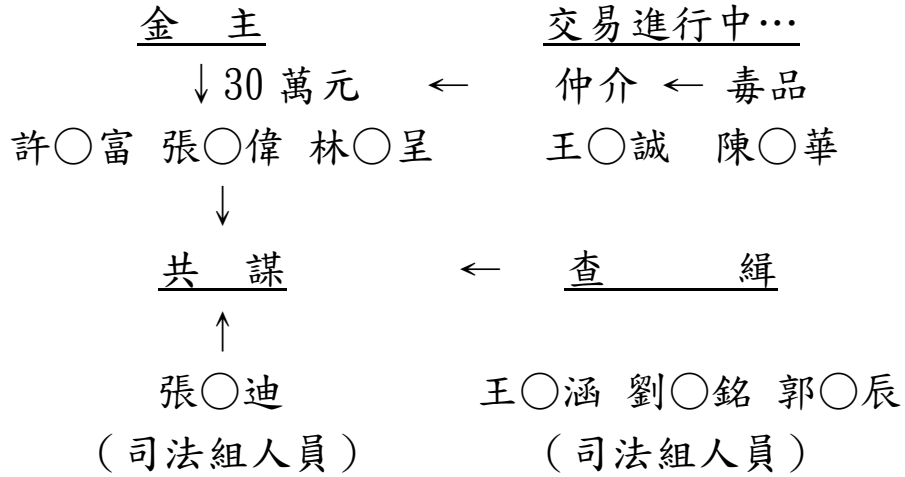 金 主 交易進行中…
↓30 萬元 ← 仲介 ← 毒品
許○富 張○偉 林○呈 王○誠 陳○華
↓
共 謀 ← 查 緝
↑
張○迪 王○涵 劉○銘 郭○辰
(司法組人員) (司法組人員)